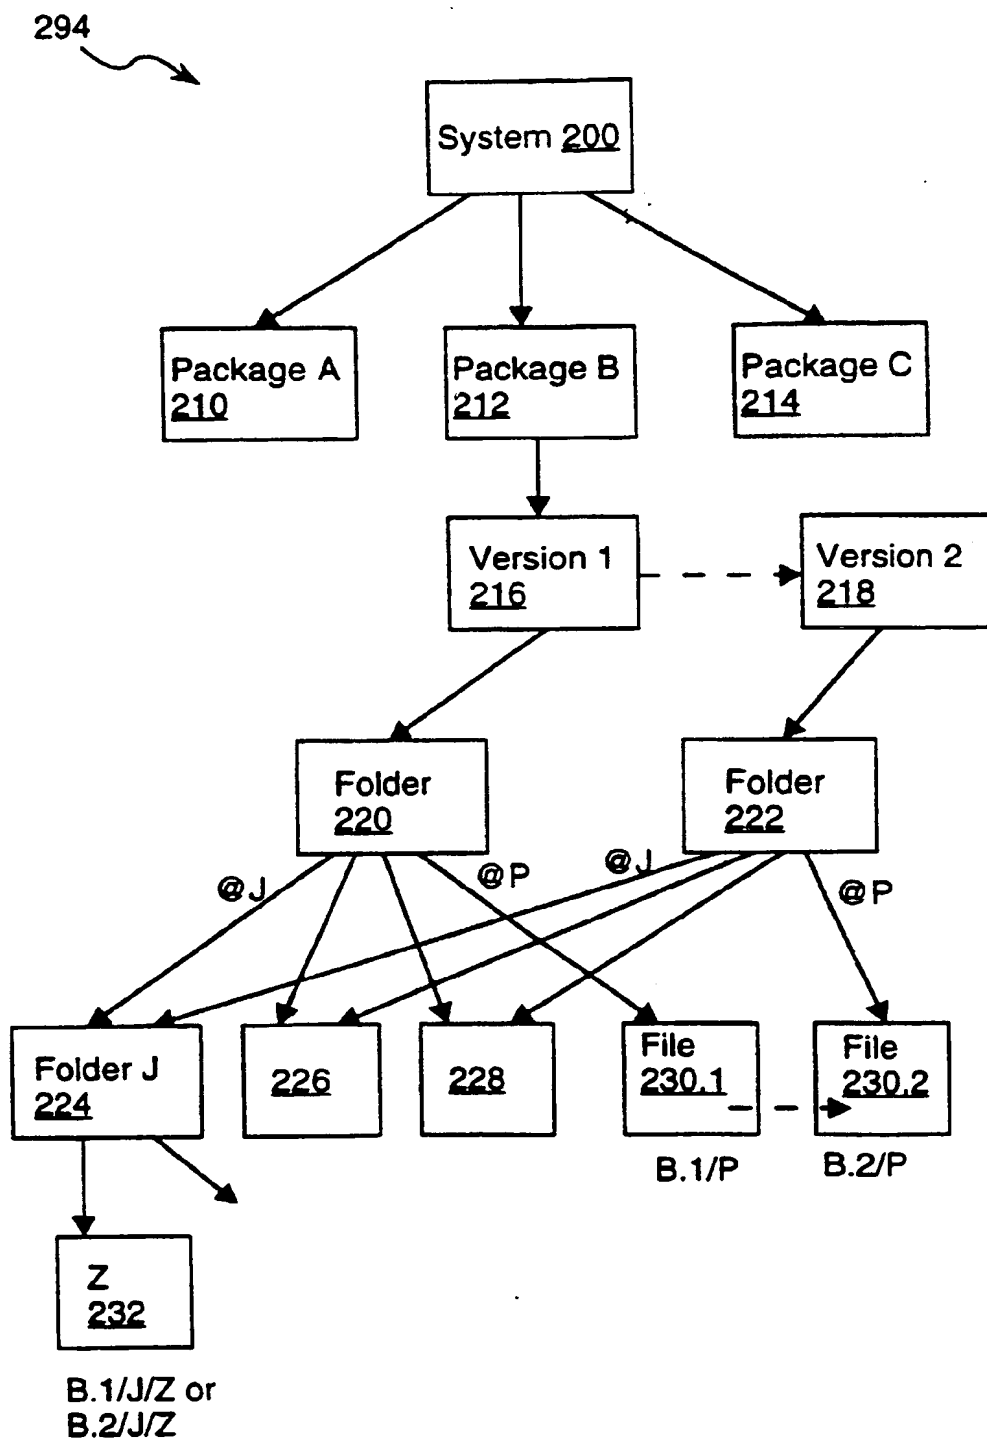 294
System 200
Package A
210
Package B
212
Package C
214
Version 1
216
Version 2
218
Folder
220
Folder
222
@J
@P
@J
@P
Folder J
224
226
228
File
230.1
File
230.2
B.1/P
B.2/P
Z
232
B.1/J/Z or
B.2/J/Z